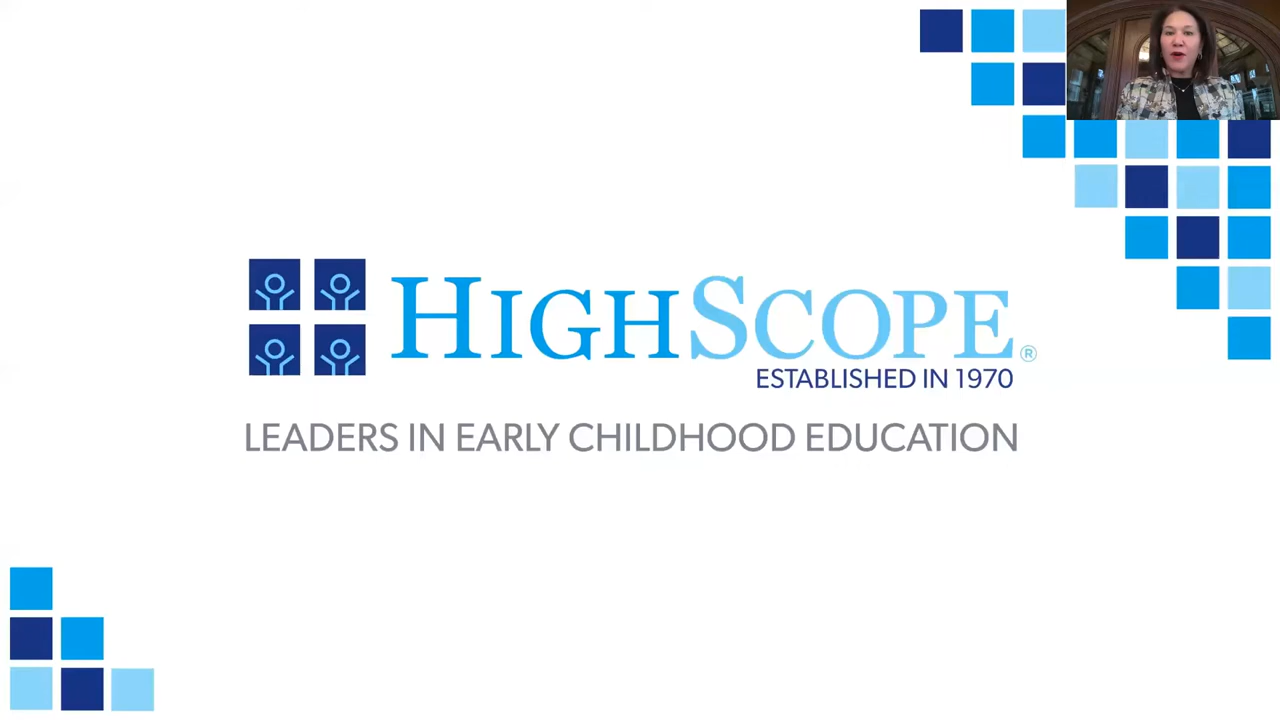 HIGHSCOPE®
ESTABLISHED IN 1970
LEADERS IN EARLY CHILDHOOD EDUCATION